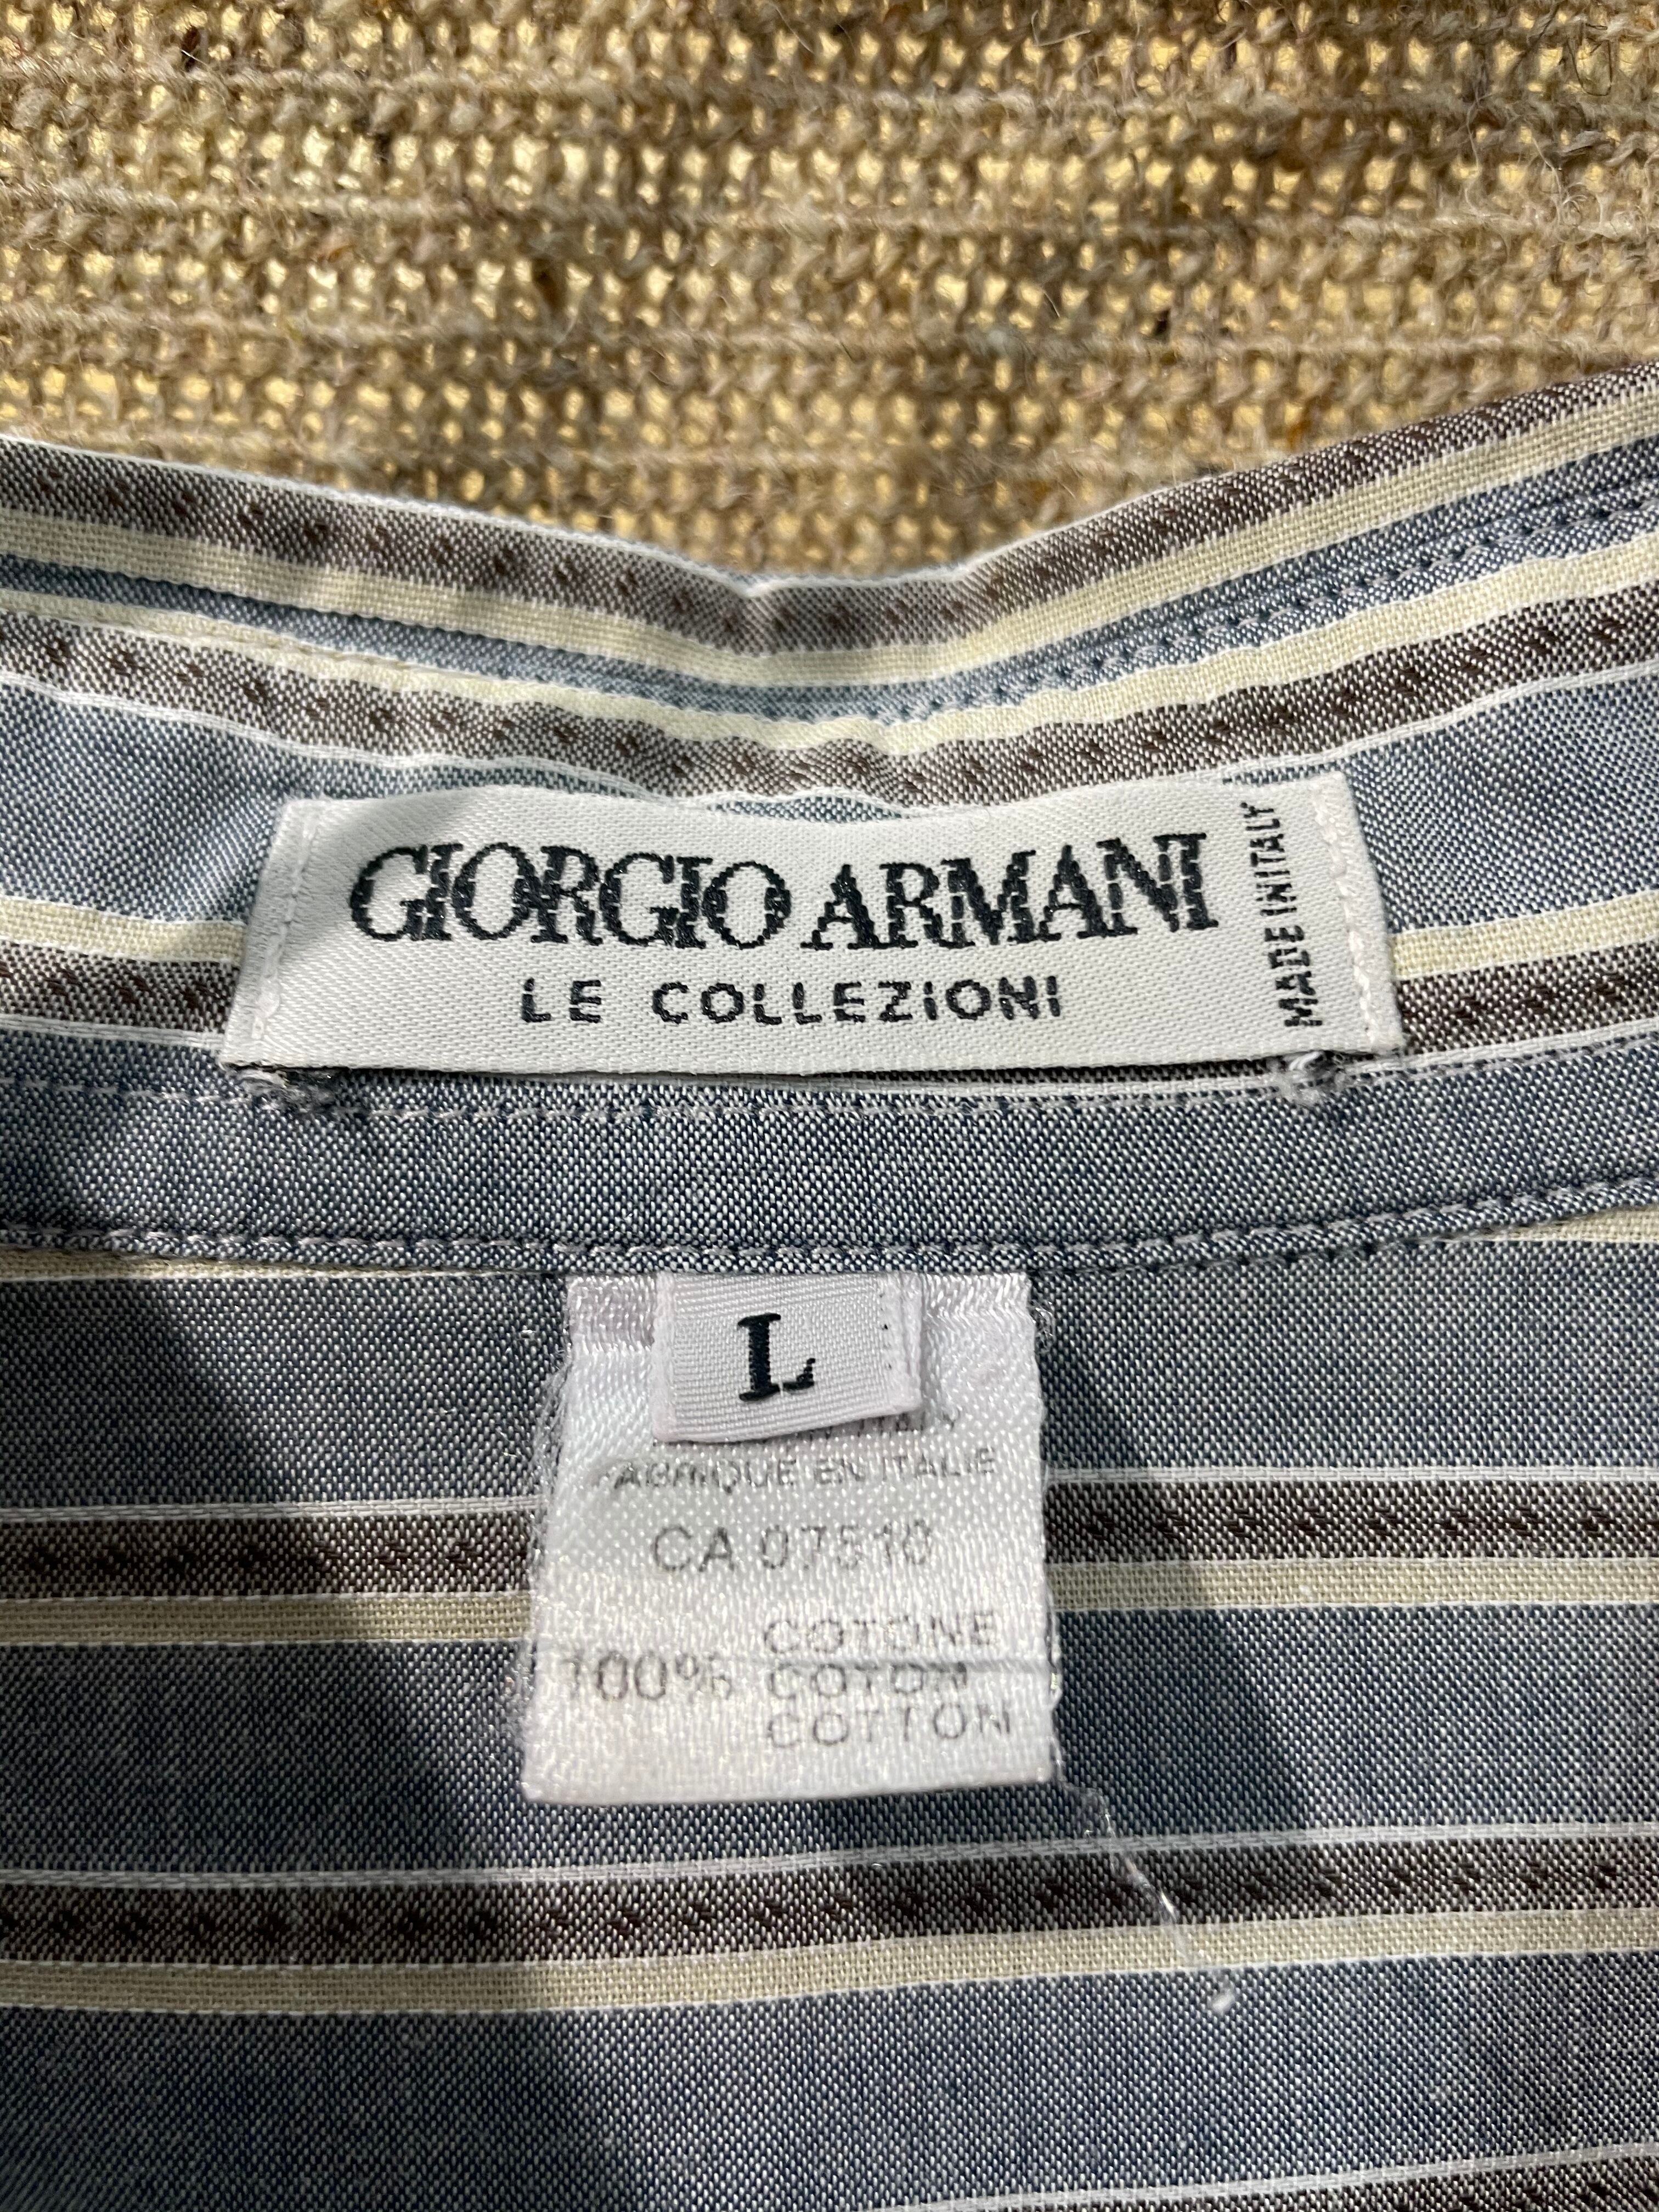 GIORGIO ARMANI
LE COLLEZIONI
MADE IN ITALY
L
FABRIQUE EN ITALIE
CA 07510
COTONE
100% COTON
COTTON